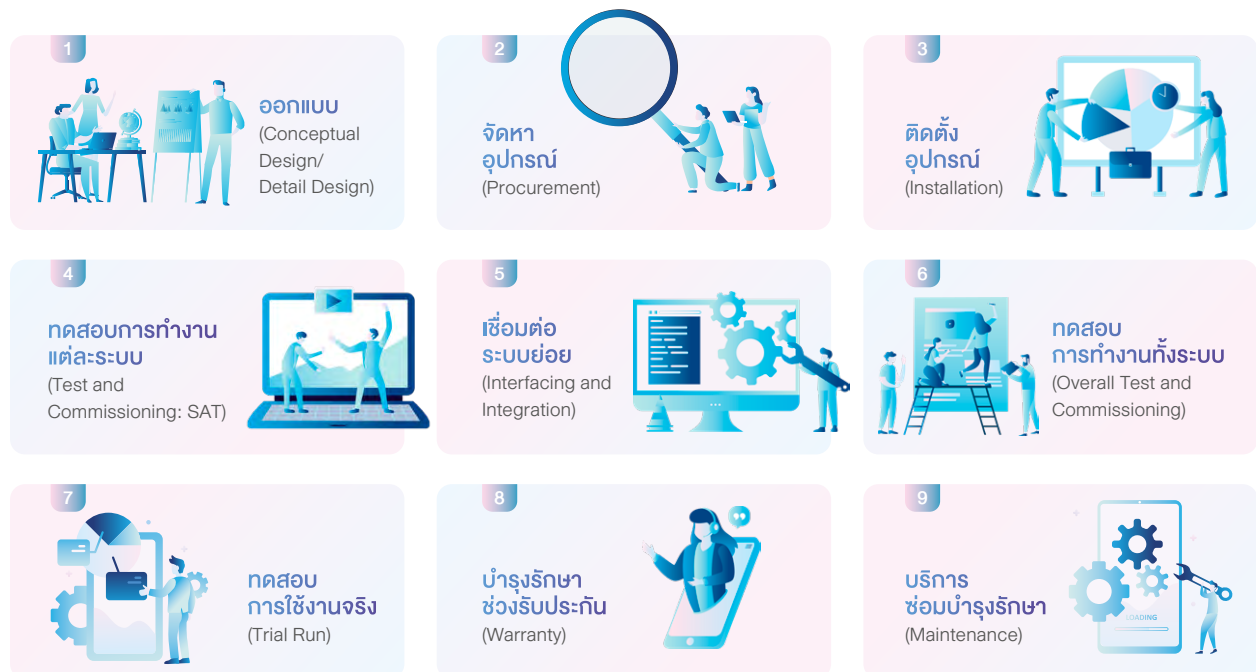 1
ออกแบบ
(Conceptual
Design/
Detail Design)
2
จัดหา
อุปกรณ์
(Procurement)
3
ติดตั้ง
อุปกรณ์
(Installation)
4
ทดสอบการทำงาน
แต่ละระบบ
(Test and
Commissioning: SAT)
5
เชื่อมต่อ
ระบบย่อย
(Interfacing and
Integration)
6
ทดสอบ
การทำงานทั้งระบบ
(Overall Test and
Commissioning)
7
ทดสอบ
การใช้งานจริง
(Trial Run)
8
บำรุงรักษา
ช่วงรับประกัน
(Warranty)
9
บริการ
ซ่อมบำรุงรักษา
(Maintenance)
LOADING